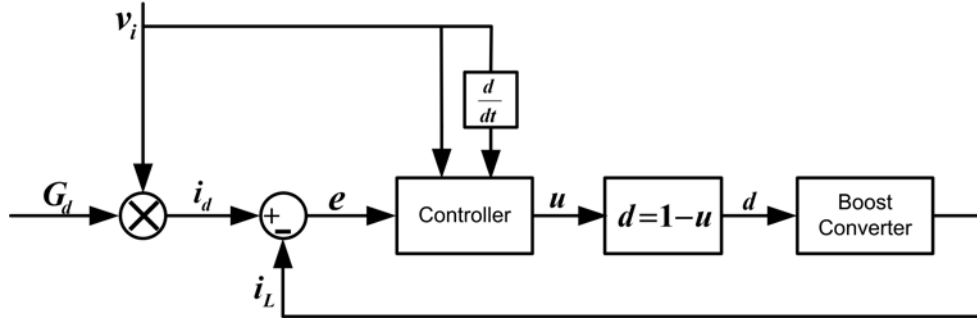 v_i
d
dt
G_d
i_d
+
-
e
Controller
u
d=1-u
d
Boost
Converter
i_L